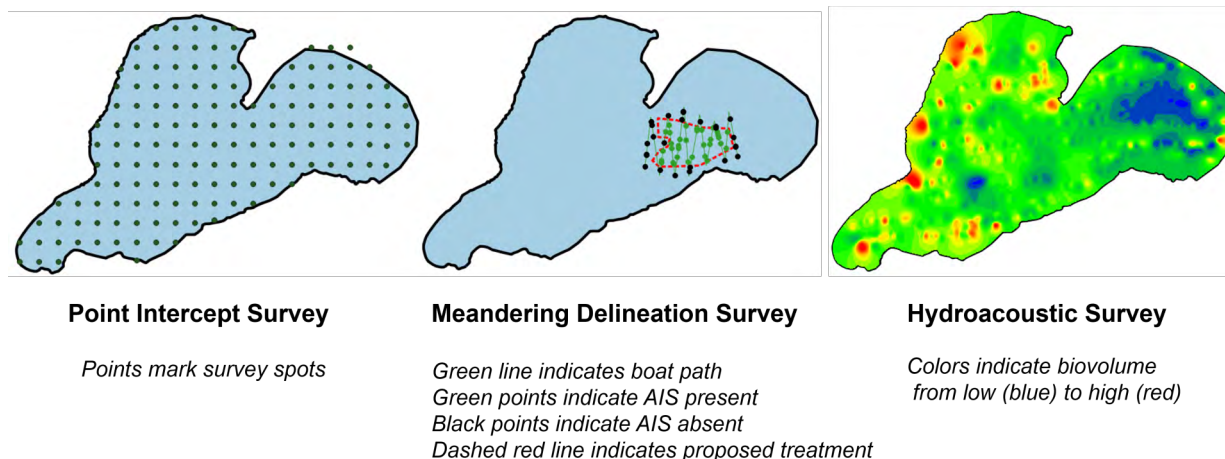 Point Intercept Survey
Points mark survey spots
Meandering Delineation Survey
Green line indicates boat path
Green points indicate AIS present
Black points indicate AIS absent
Dashed red line indicates proposed treatment
Hydroacoustic Survey
Colors indicate biovolume
from low (blue) to high (red)